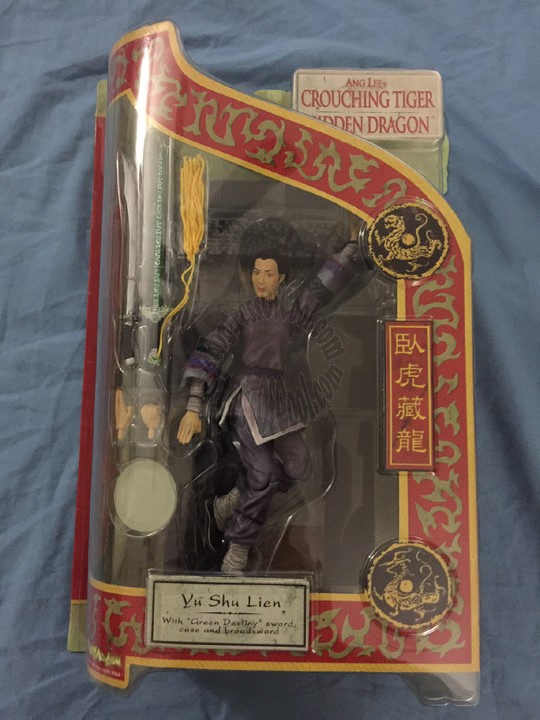 ANG LEE's
CROUCHING TIGER
HIDDEN DRAGON™
臥虎藏龍
Yu Shu Lien
With "Green Destiny" sword,
case and broadsword